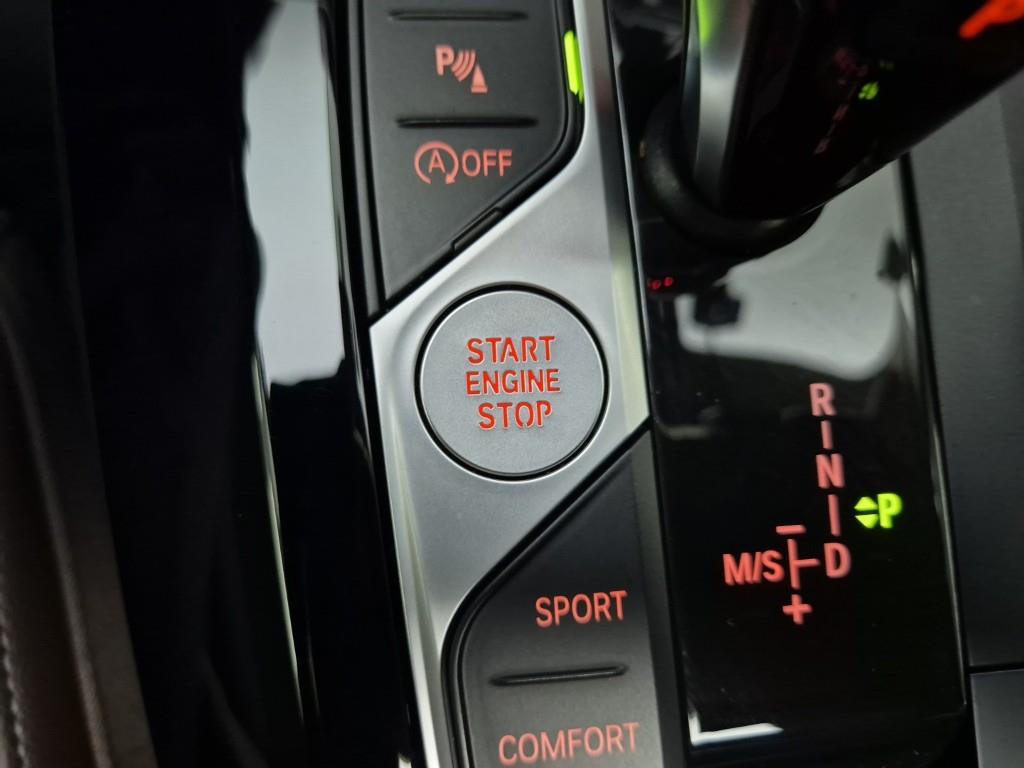 P
A OFF
START
ENGINE
STOP
R
N
P
M/S D
+
SPORT
COMFORT